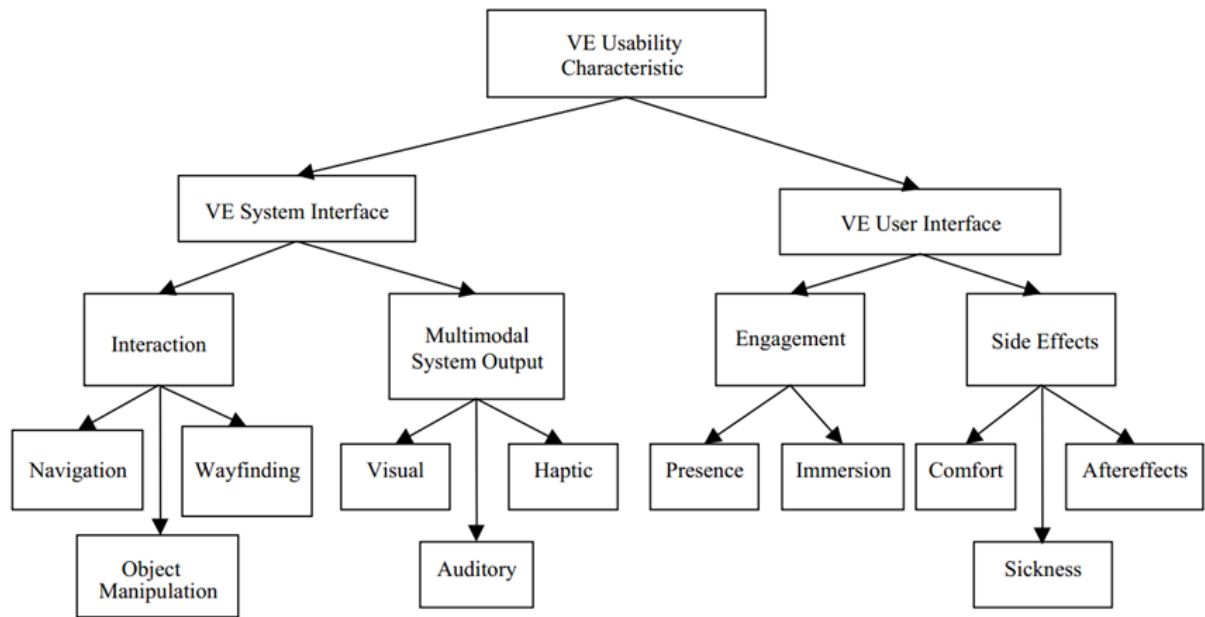 VE Usability
Characteristic
VE System Interface
VE User Interface
Interaction
Multimodal
System Output
Engagement
Side Effects
Navigation
Wayfinding
Visual
Haptic
Presence
Immersion
Comfort
Aftereffects
Object
Manipulation
Auditory
Sickness